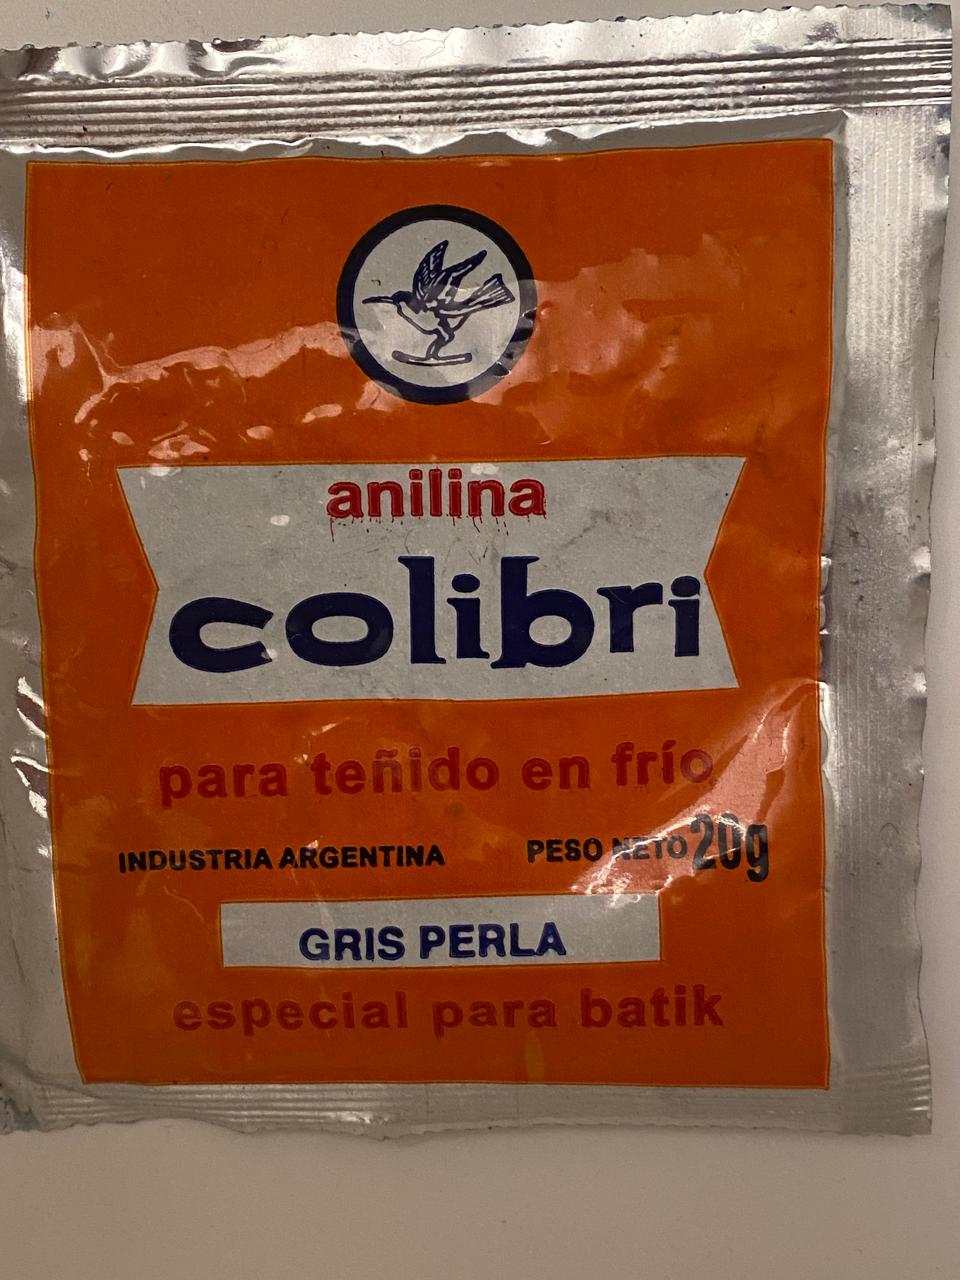 anilina
colibri
para teñido en frío
INDUSTRIA ARGENTINA PESO NETO 20g
GRIS PERLA
especial para batik